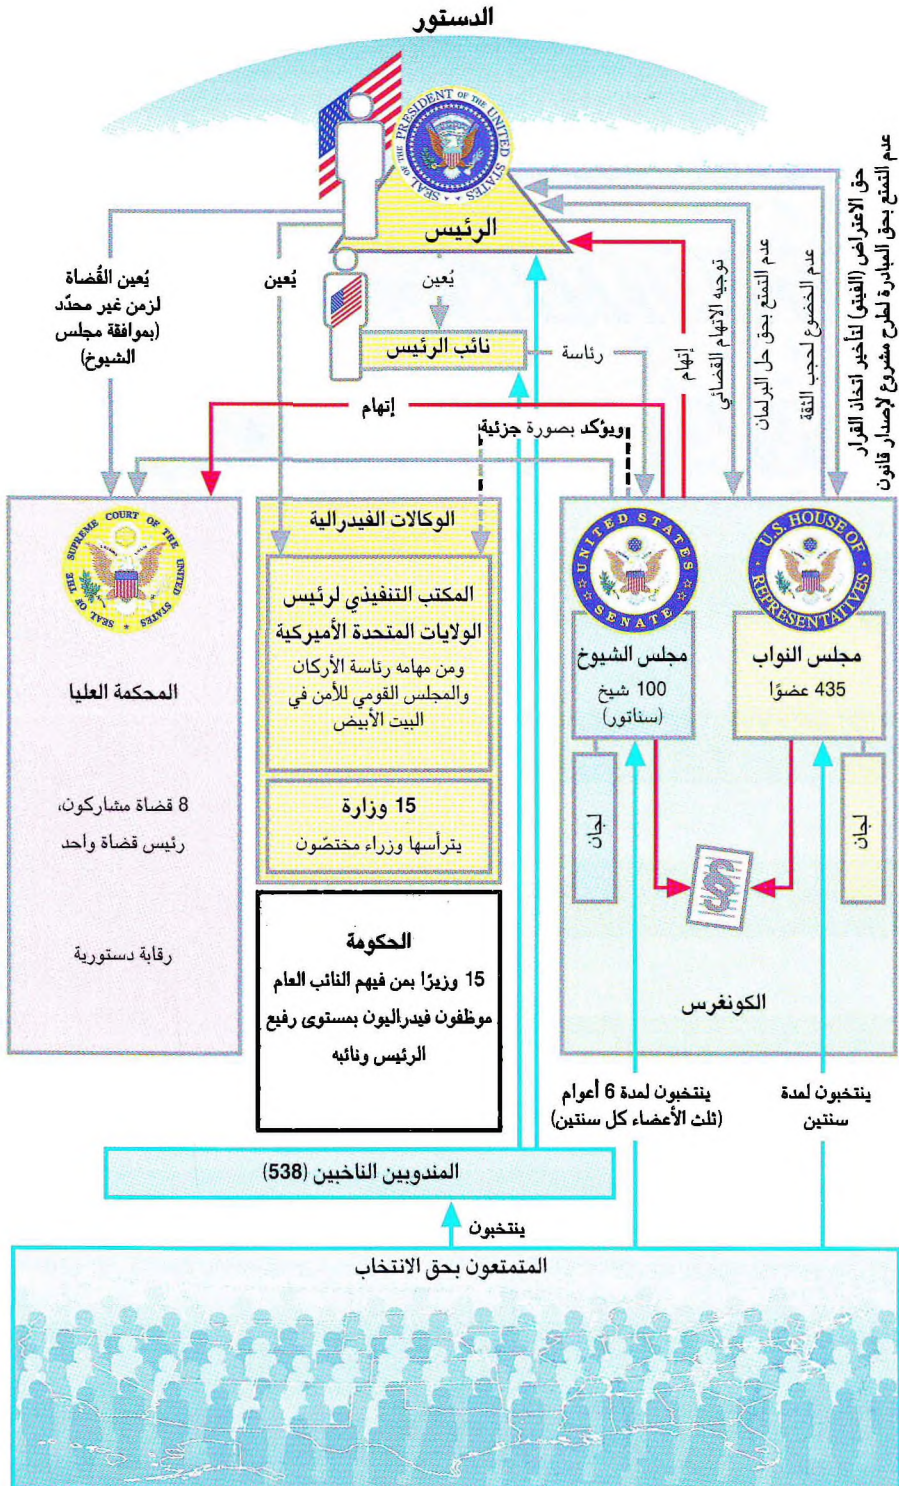 الدستور
SEAL OF THE PRESIDENT OF THE UNITED STATES
الرئيس
عدم التمتع بحق المبادرة لطرح مشروع لإصدار قانون
حق الاعتراض (الفيتو) لتأخير اتخاذ القرار
عدم الخضوع لحجب الثقة
عدم التمتع بحق حل البرلمان
توجيه الاتهام القضائي
إتهام
يُعين
يُعين
يُعين القُضاة
لزمن غير محدّد
(بموافقة مجلس
الشيوخ)
نائب الرئيس
رئاسة
إتهام
ويؤكد بصورة جزئية
U.S. HOUSE OF REPRESENTATIVES
مجلس النواب
435 عضوًا
لجان
UNITED STATES SENATE
مجلس الشيوخ
100 شيخ
(سناتور)
لجان
§
الكونغرس
الوكالات الفيدرالية
المكتب التنفيذي لرئيس
الولايات المتحدة الأميركية
ومن مهامه رئاسة الأركان
والمجلس القومي للأمن في
البيت الأبيض
15 وزارة
يترأسها وزراء مختصّون
الحكومة
15 وزيرًا بمن فيهم النائب العام
موظفون فيدراليون بمستوى رفيع
الرئيس ونائبه
SEAL OF THE SUPREME COURT OF THE UNITED STATES
المحكمة العليا
8 قضاة مشاركون،
رئيس قضاة واحد
رقابة دستورية
ينتخبون لمدة
سنتين
ينتخبون لمدة 6 أعوام
(ثلث الأعضاء كل سنتين)
المندوبين الناخبين (538)
ينتخبون
المتمتعون بحق الانتخاب